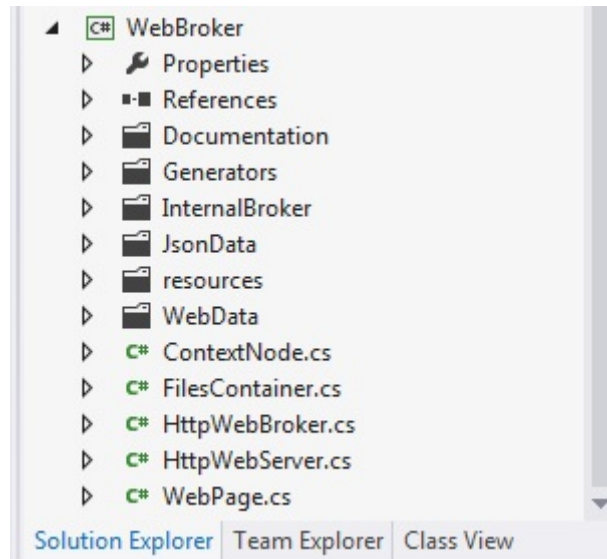 C# WebBroker
Properties
References
Documentation
Generators
InternalBroker
JsonData
resources
WebData
C# ContextNode.cs
C# FilesContainer.cs
C# HttpWebBroker.cs
C# HttpWebServer.cs
C# WebPage.cs
Solution Explorer Team Explorer Class View